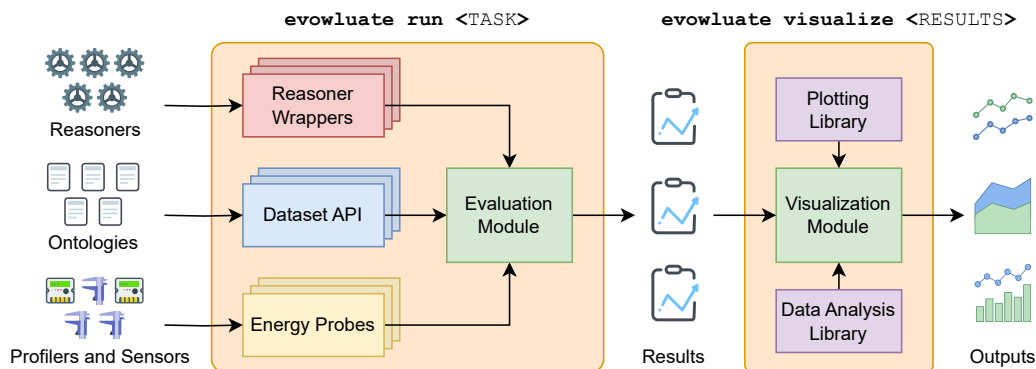 evowluate run <TASK>
evowluate visualize <RESULTS>
Reasoners
Reasoner
Wrappers
Plotting
Library
Ontologies
Dataset API
Evaluation
Module
Visualization
Module
Profilers and Sensors
Energy Probes
Results
Data Analysis
Library
Outputs